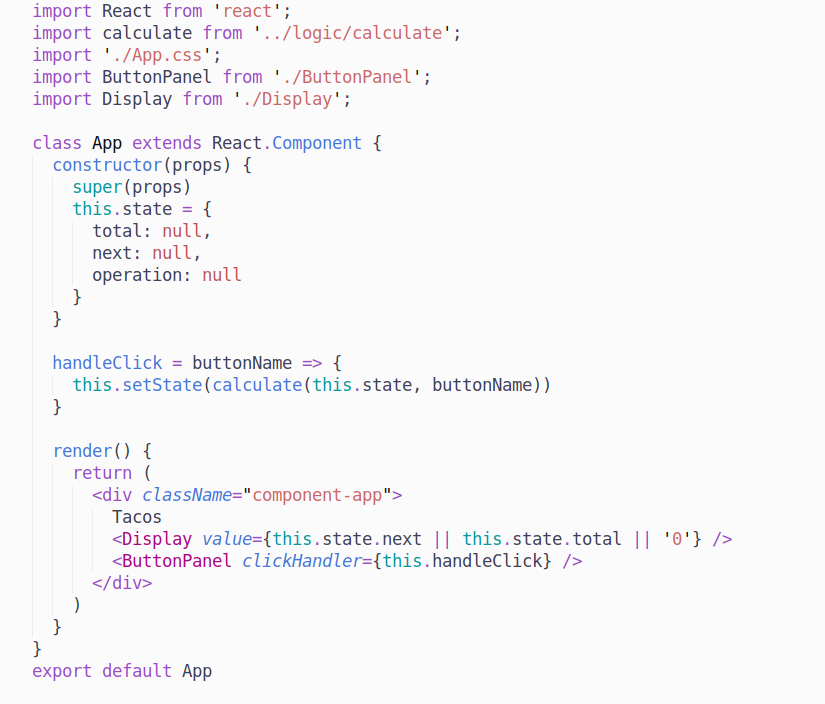 import React from 'react';
import calculate from '../logic/calculate';
import './App.css';
import ButtonPanel from './ButtonPanel';
import Display from './Display';

class App extends React.Component {
  constructor(props) {
    super(props)
    this.state = {
      total: null,
      next: null,
      operation: null
    }
  }

  handleClick = buttonName => {
    this.setState(calculate(this.state, buttonName))
  }

  render() {
    return (
      <div className="component-app">
        Tacos
        <Display value={this.state.next || this.state.total || '0'} />
        <ButtonPanel clickHandler={this.handleClick} />
      </div>
    )
  }
}
export default App